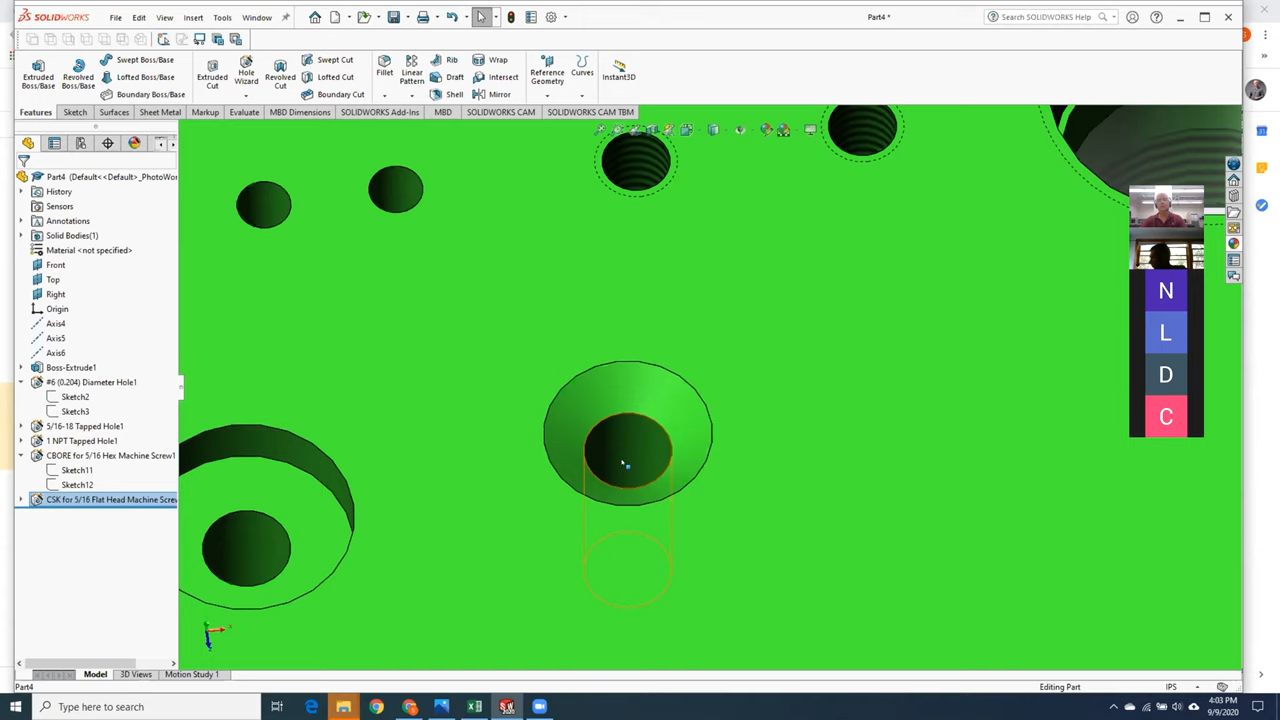 SOLIDWORKS
File
Edit
View
Insert
Tools
Window
Part4 *
Search SOLIDWORKS Help
Extruded Boss/Base
Revolved Boss/Base
Swept Boss/Base
Lofted Boss/Base
Boundary Boss/Base
Extruded Cut
Hole Wizard
Revolved Cut
Swept Cut
Lofted Cut
Boundary Cut
Fillet
Linear Pattern
Rib
Draft
Shell
Wrap
Intersect
Mirror
Reference Geometry
Curves
Instant3D
Features
Sketch
Surfaces
Sheet Metal
Markup
Evaluate
MBD Dimensions
SOLIDWORKS Add-Ins
MBD
SOLIDWORKS CAM
SOLIDWORKS CAM TBM
Part4 (Default<<Default>_PhotoWo
History
Sensors
Annotations
Solid Bodies(1)
Material <not specified>
Front
Top
Right
Origin
Axis4
Axis5
Axis6
Boss-Extrude1
#6 (0.204) Diameter Hole1
Sketch2
Sketch3
5/16-18 Tapped Hole1
1 NPT Tapped Hole1
CBORE for 5/16 Hex Machine Screw1
Sketch11
Sketch12
CSK for 5/16 Flat Head Machine Screw
N
L
D
C
Model
3D Views
Motion Study 1
Part4
Editing Part
IPS
Type here to search
4:03 PM
9/9/2020